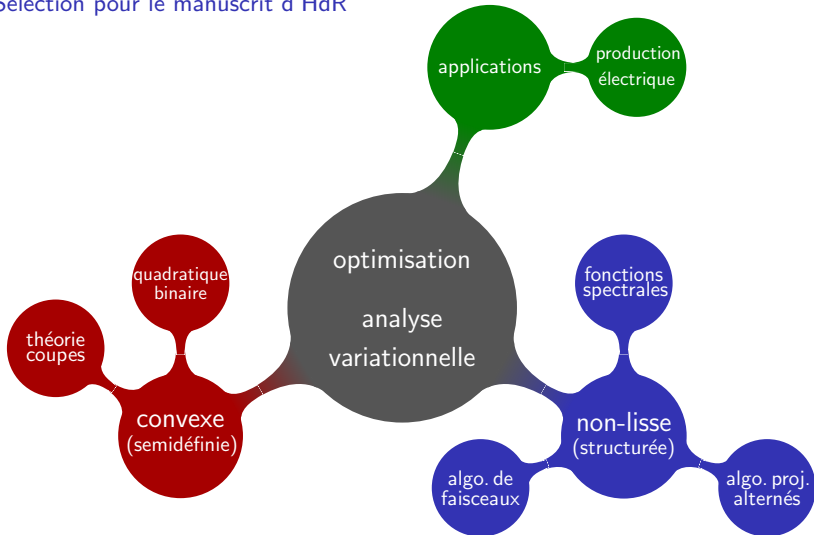 Sélection pour le manuscrit d'HdR
applications
production
électrique
optimisation
analyse
variationnelle
quadratique
binaire
fonctions
spectrales
théorie
coupes
convexe
(semidéfinie)
non-lisse
(structurée)
algo. de
faisceaux
algo. proj.
alternés